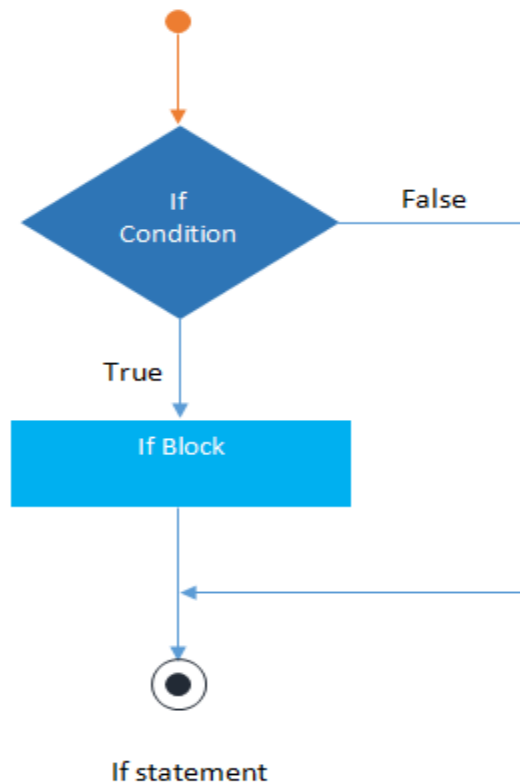 If
Condition
False
True
If Block
If statement